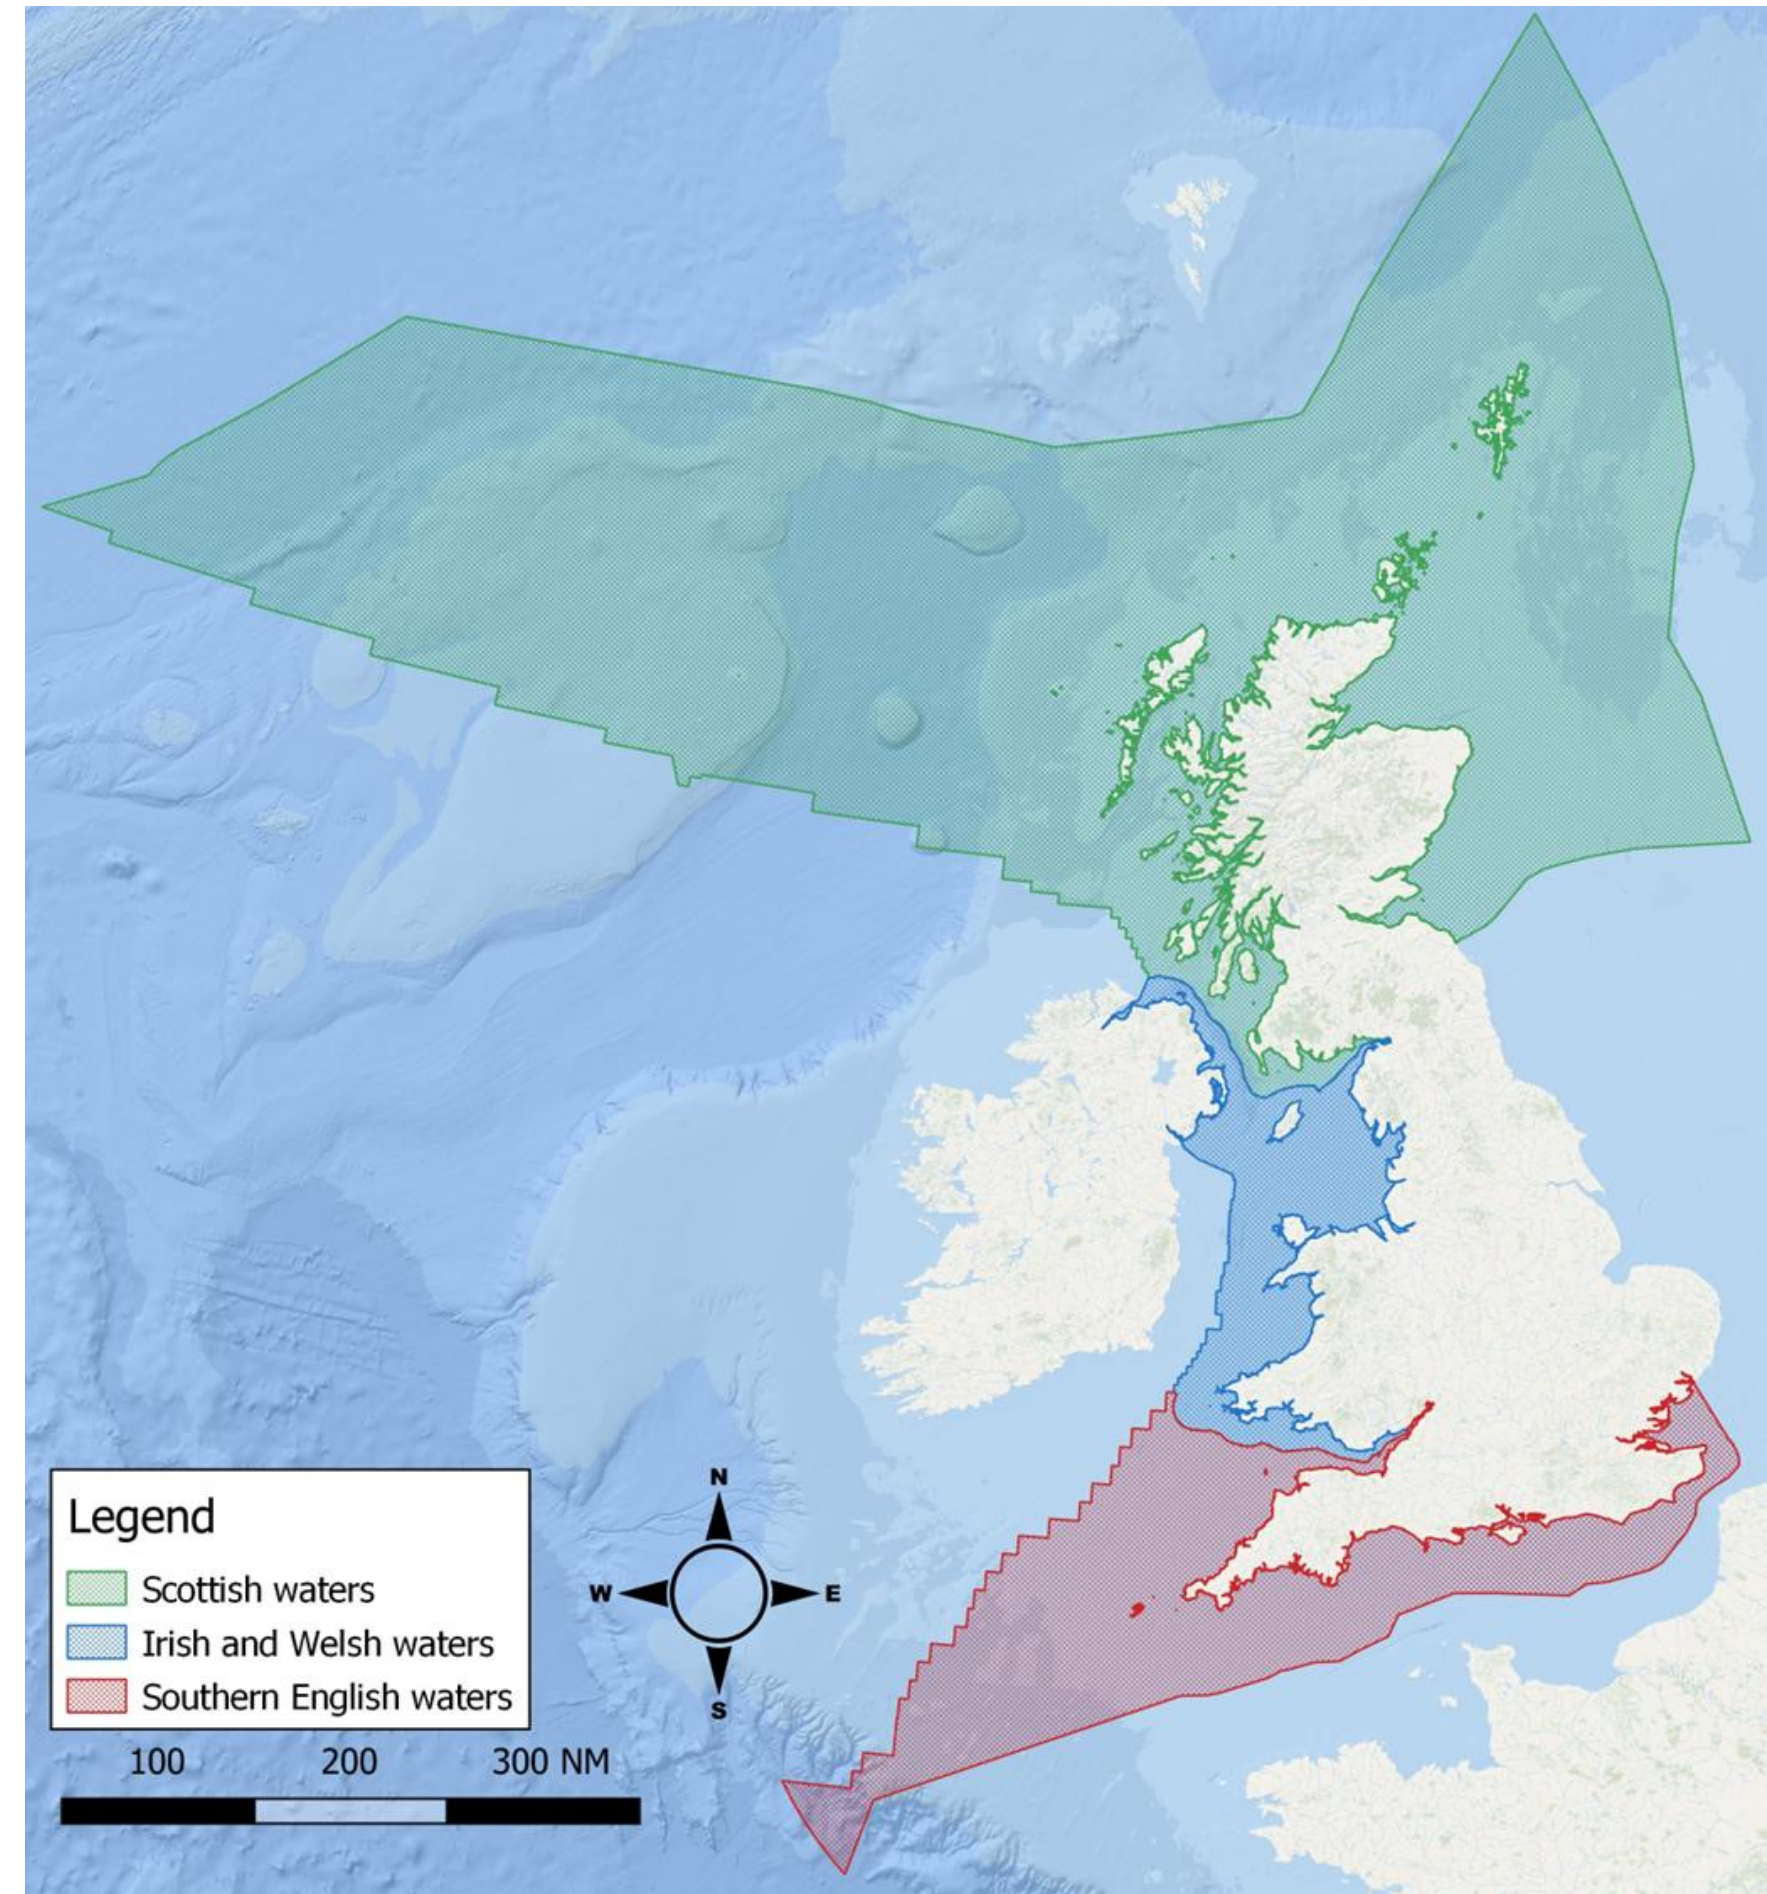 N
W E
S
Legend
Scottish waters
Irish and Welsh waters
Southern English waters
100 200 300 NM